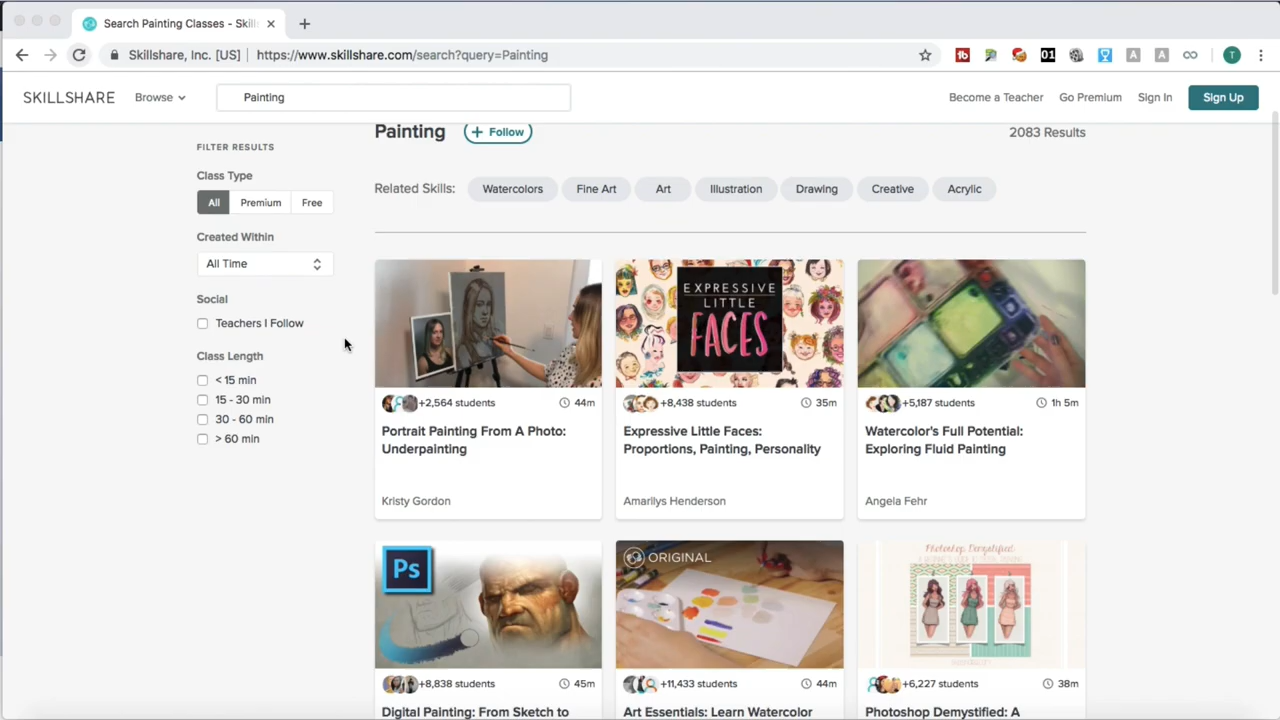 Search Painting Classes - Skill
Skillshare, Inc. [US]
https://www.skillshare.com/search?query=Painting
01
A
A
T
SKILLSHARE
Browse
Painting
Become a Teacher
Go Premium
Sign In
Sign Up
FILTER RESULTS
Class Type
All
Premium
Free
Created Within
All Time
Social
Teachers I Follow
Class Length
< 15 min
15 - 30 min
30 - 60 min
> 60 min
Painting
+ Follow
2083 Results
Related Skills:
Watercolors
Fine Art
Art
Illustration
Drawing
Creative
Acrylic
+2,564 students
44m
Portrait Painting From A Photo:
Underpainting
Kristy Gordon
EXPRESSIVE
LITTLE
FACES
+8,438 students
35m
Expressive Little Faces:
Proportions, Painting, Personality
Amarilys Henderson
+5,187 students
1h 5m
Watercolor's Full Potential:
Exploring Fluid Painting
Angela Fehr
Ps
+8,838 students
45m
Digital Painting: From Sketch to
ORIGINAL
+11,433 students
44m
Art Essentials: Learn Watercolor
Photoshop Demystified:
+6,227 students
38m
Photoshop Demystified: A